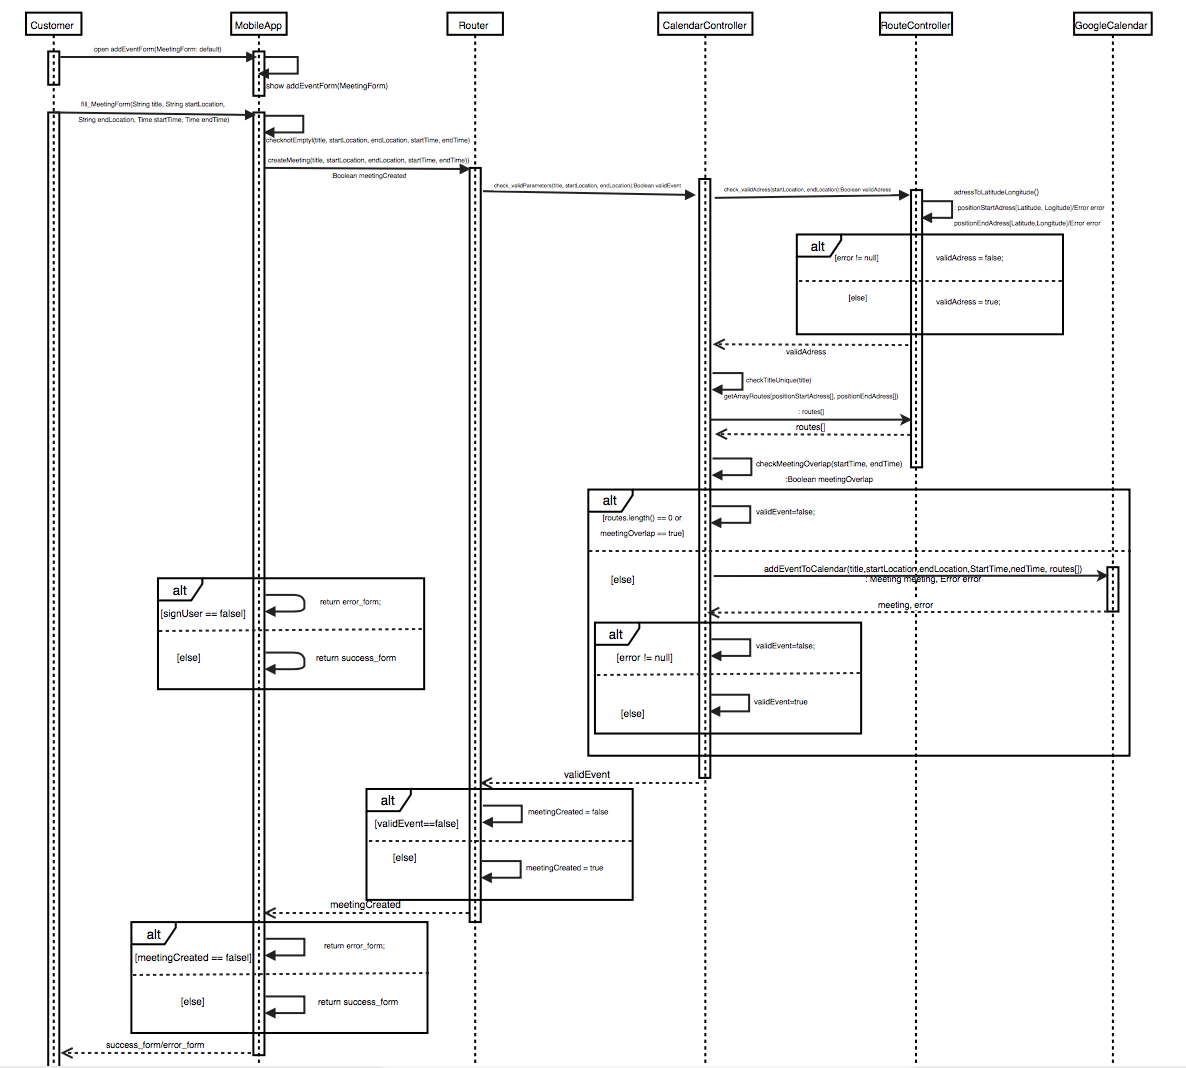 Customer
MobileApp
Router
CalendarController
RouteController
GoogleCalendar
open addEventForm(MeetingForm: default)
show addEventForm(MeetingForm)
fill_MeetingForm(String title, String startLocation,
String endLocation, Time startTime, Time endTime)
checknotEmptyl(title, startLocation, endLocation, startTime, endTime)
createMeeting(title, startLocation, endLocation, startTime, endTime))
:Boolean meetingCreated
check_validParameters(title, startLocation, endLocation):Boolean validEvent
check_validAdress(startLocation, endLocation):Boolean validAdress
adressToLatitudeLongitude()
: positionStartAdress[Latitude, Logitude)/Error error
positionEndAdress[Latitude,Longitude)/Error error
alt
[error != null]
validAdress = false;
[else]
validAdress = true;
validAdress
checkTitleUnique(title)
getArrayRoutes[positionStartAdress[], positionEndAdress[])
: routes[]
routes[]
checkMeetingOverlap(startTime, endTime)
:Boolean meetingOverlap
alt
[routes.length() == 0 or
meetingOverlap == true]
validEvent=false;
[else]
addEventToCalendar(title,startLocation,endLocation,StartTime,nedTime, routes[])
: Meeting meeting, Error error
meeting, error
alt
[signUser == falsel]
return error_form;
[else]
return success_form
alt
[error != null]
validEvent=false;
[else]
validEvent=true
validEvent
alt
[validEvent==false]
meetingCreated = false
[else]
meetingCreated = true
meetingCreated
alt
[meetingCreated == falsel]
return error_form;
[else]
return success_form
success_form/error_form